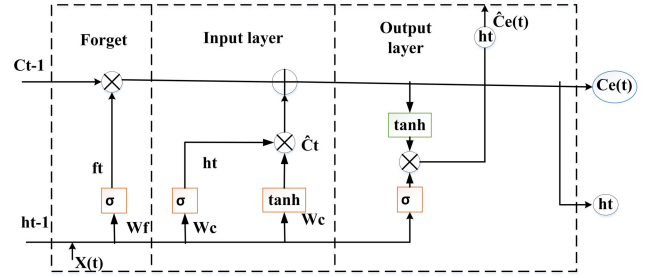 Forget
Input layer
Output
layer
Ĉe(t)
ht
Ct-1
Ce(t)
tanh
ft
ht
Ĉt
σ
σ
tanh
σ
ht
ht-1
Wf
Wc
Wc
X(t)